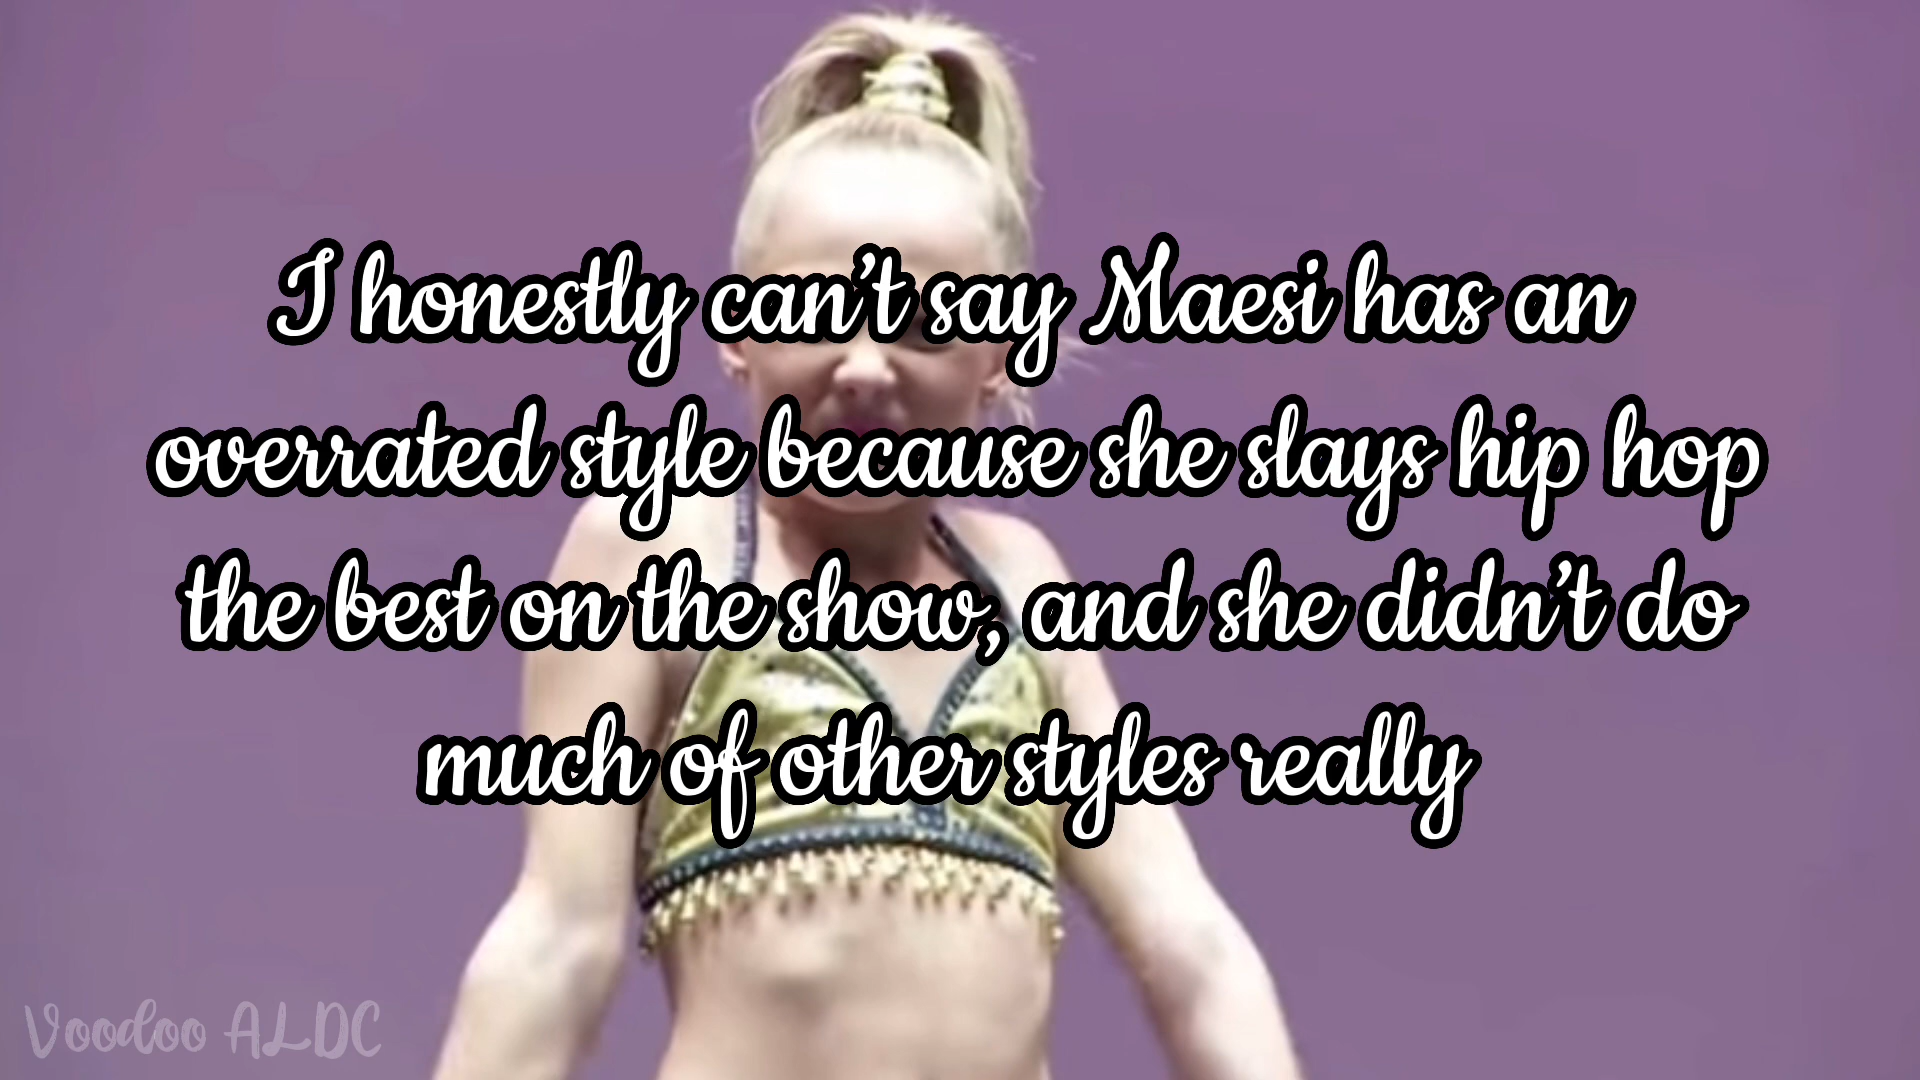 I honestly can't say Maesi has an
overrated style because she slays hip hop
the best on the show, and she didn't do
much of other styles really
Voodoo ALDC